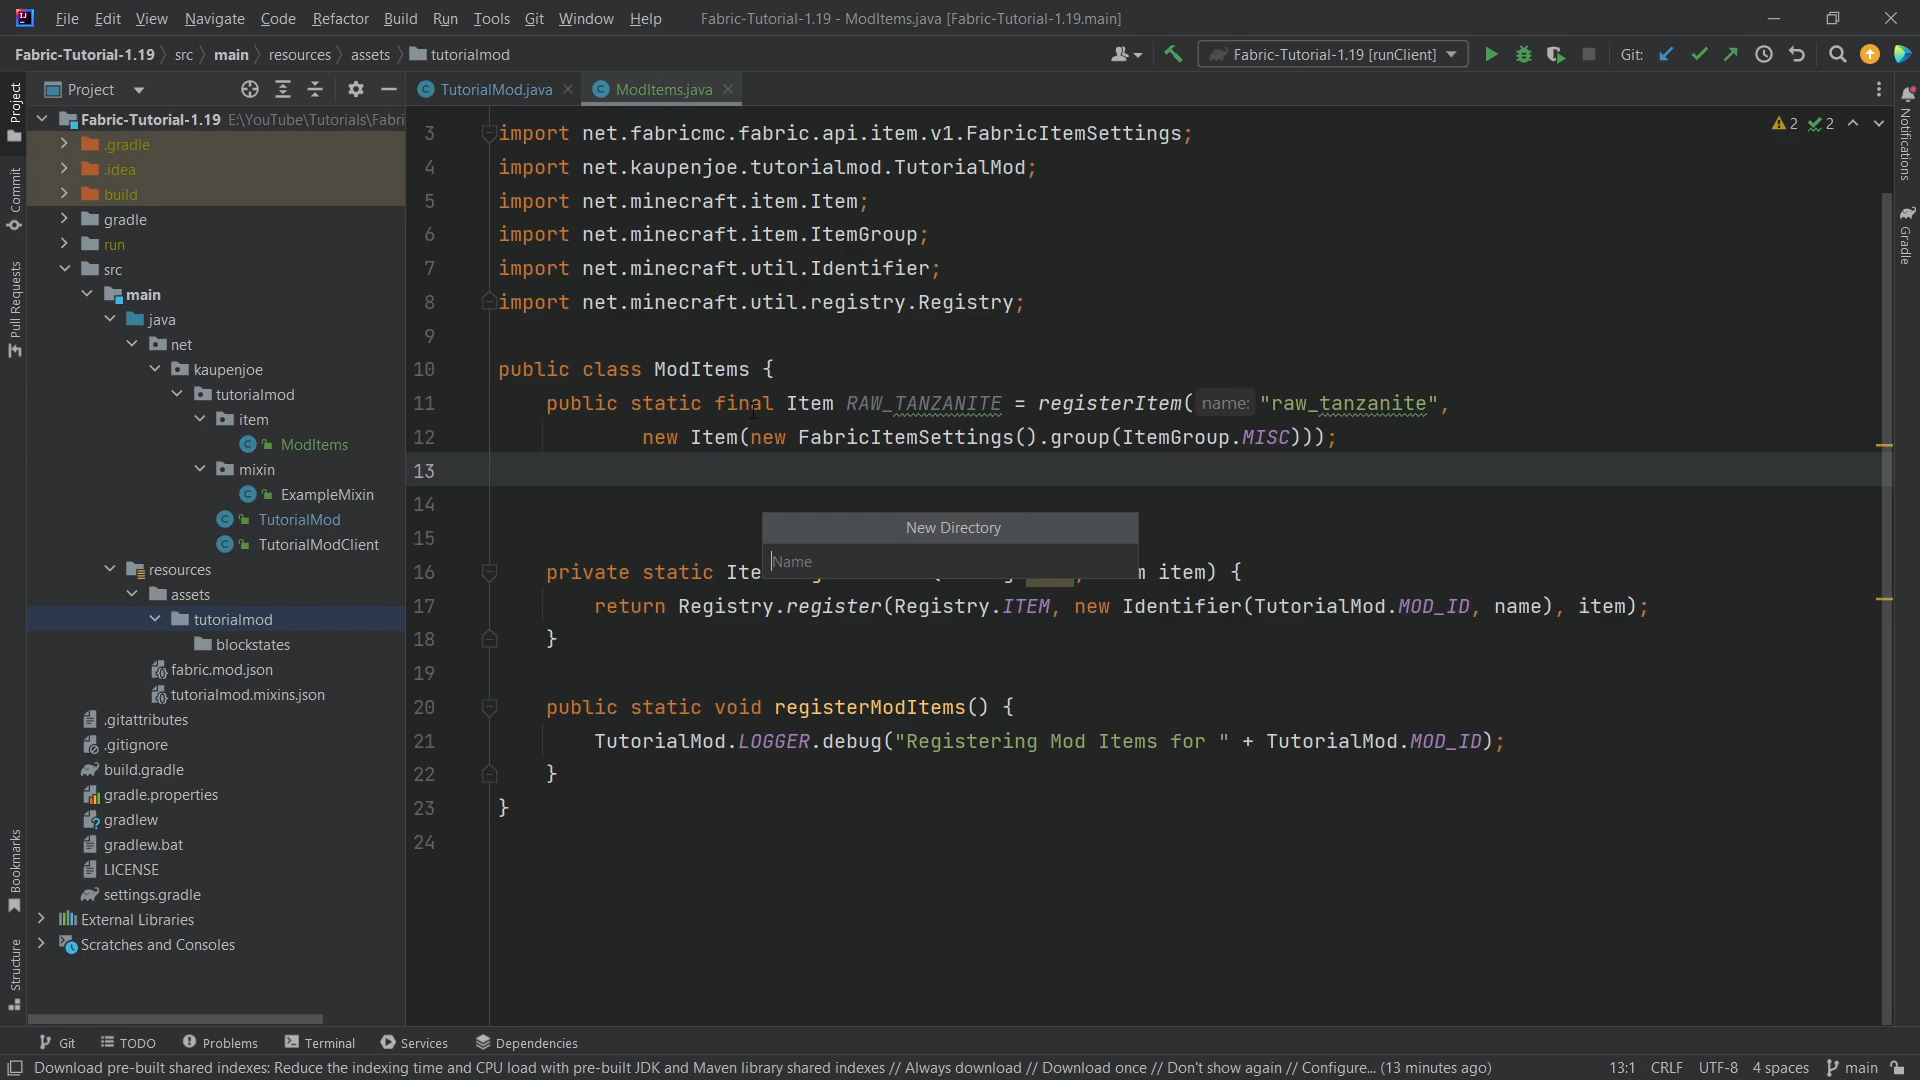 File Edit View Navigate Code Refactor Build Run Tools Git Window Help Fabric-Tutorial-1.19 - ModItems.java [Fabric-Tutorial-1.19.main]
Fabric-Tutorial-1.19 src main resources assets tutorialmod Fabric-Tutorial-1.19 [runClient] Git:
Project TutorialMod.java ModItems.java
Fabric-Tutorial-1.19 E:\YouTube\Tutorials\Fabri
.gradle
.idea
build
gradle
run
src
main
java
net
kaupenjoe
tutorialmod
item
ModItems
mixin
ExampleMixin
TutorialMod
TutorialModClient
resources
assets
tutorialmod
blockstates
fabric.mod.json
tutorialmod.mixins.json
.gitattributes
.gitignore
build.gradle
gradle.properties
gradlew
gradlew.bat
LICENSE
settings.gradle
External Libraries
Scratches and Consoles
Project
Commit
Pull Requests
Bookmarks
Structure
2 2
3 import net.fabricmc.fabric.api.item.v1.FabricItemSettings;
4 import net.kaupenjoe.tutorialmod.TutorialMod;
5 import net.minecraft.item.Item;
6 import net.minecraft.item.ItemGroup;
7 import net.minecraft.util.Identifier;
8 import net.minecraft.util.registry.Registry;
9
10 public class ModItems {
11 public static final Item RAW_TANZANITE = registerItem( name: "raw_tanzanite",
12 new Item(new FabricItemSettings().group(ItemGroup.MISC)));
13
14
15
New Directory
Name
16 private static Ite item) {
17 return Registry.register(Registry.ITEM, new Identifier(TutorialMod.MOD_ID, name), item);
18 }
19
20 public static void registerModItems() {
21 TutorialMod.LOGGER.debug("Registering Mod Items for " + TutorialMod.MOD_ID);
22 }
23 }
24
Notifications
Gradle
Git TODO Problems Terminal Services Dependencies
Download pre-built shared indexes: Reduce the indexing time and CPU load with pre-built JDK and Maven library shared indexes // Always download // Download once // Don't show again // Configure... (13 minutes ago) 13:1 CRLF UTF-8 4 spaces main